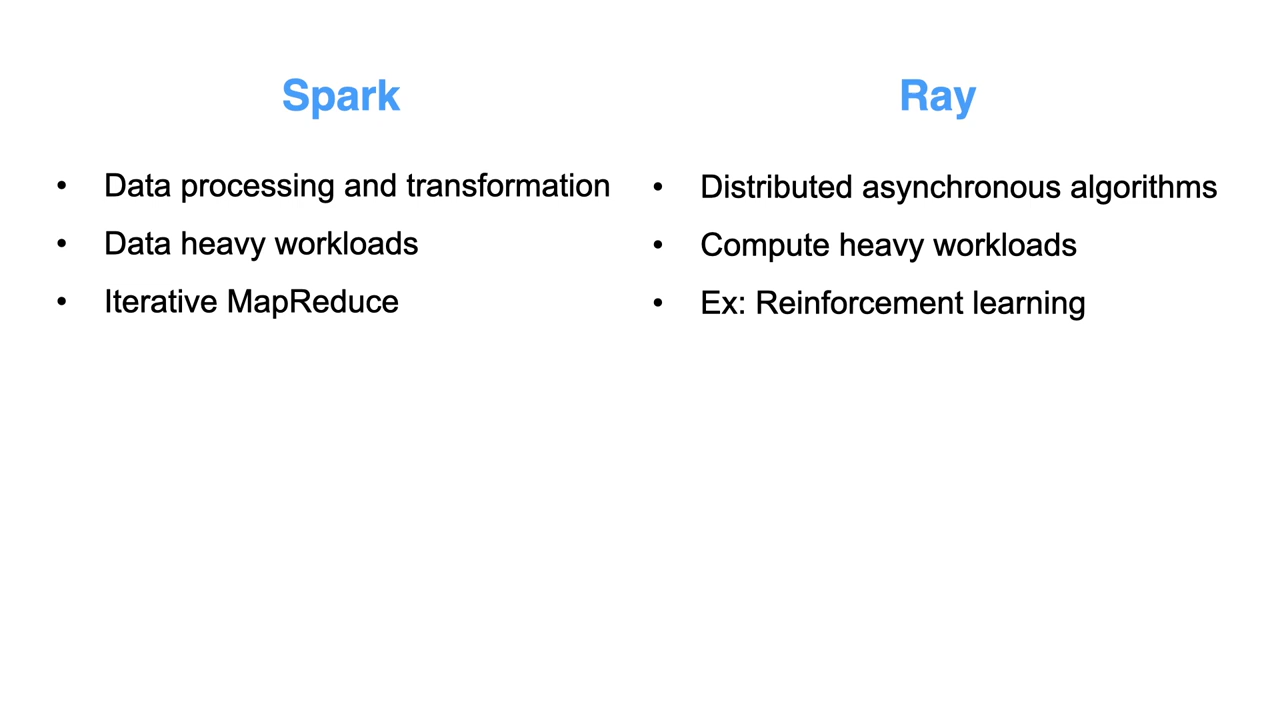 Spark
• Data processing and transformation
• Data heavy workloads
• Iterative MapReduce
Ray
• Distributed asynchronous algorithms
• Compute heavy workloads
• Ex: Reinforcement learning